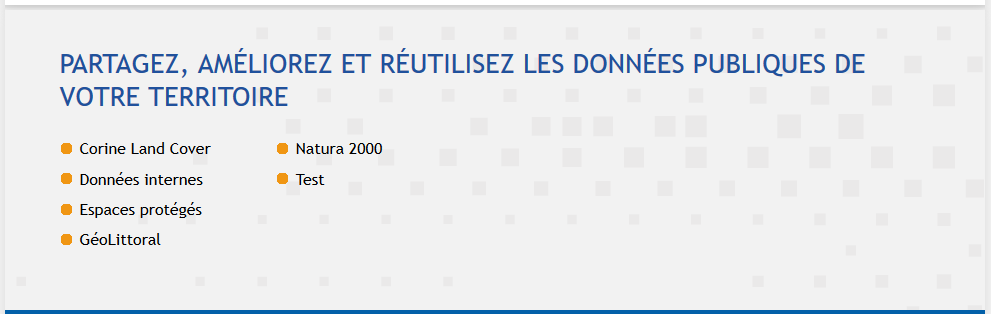 PARTAGEZ, AMÉLIOREZ ET RÉUTILISEZ LES DONNÉES PUBLIQUES DE
VOTRE TERRITOIRE
Corine Land Cover
Données internes
Espaces protégés
GéoLittoral
Natura 2000
Test